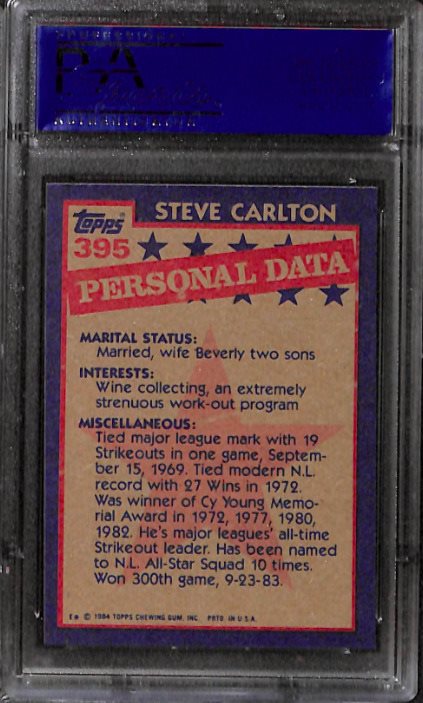 PROFESSIONAL
PSA
AUTHENTICATOR
STEVE CARLTON
Topps
395
PERSONAL DATA
MARITAL STATUS:
Married, wife Beverly two sons
INTERESTS:
Wine collecting, an extremely
strenuous work-out program
MISCELLANEOUS:
Tied major league mark with 19
Strikeouts in one game, Septem-
ber 15, 1969. Tied modern N.L.
record with 27 Wins in 1972.
Was winner of Cy Young Memo-
rial Award in 1972, 1977, 1980,
1982. He's major leagues' all-time
Strikeout leader. Has been named
to N.L. All-Star Squad 10 times.
Won 300th game, 9-23-83.
E* © 1984 TOPPS CHEWING GUM, INC. PRTD. IN U.S.A.